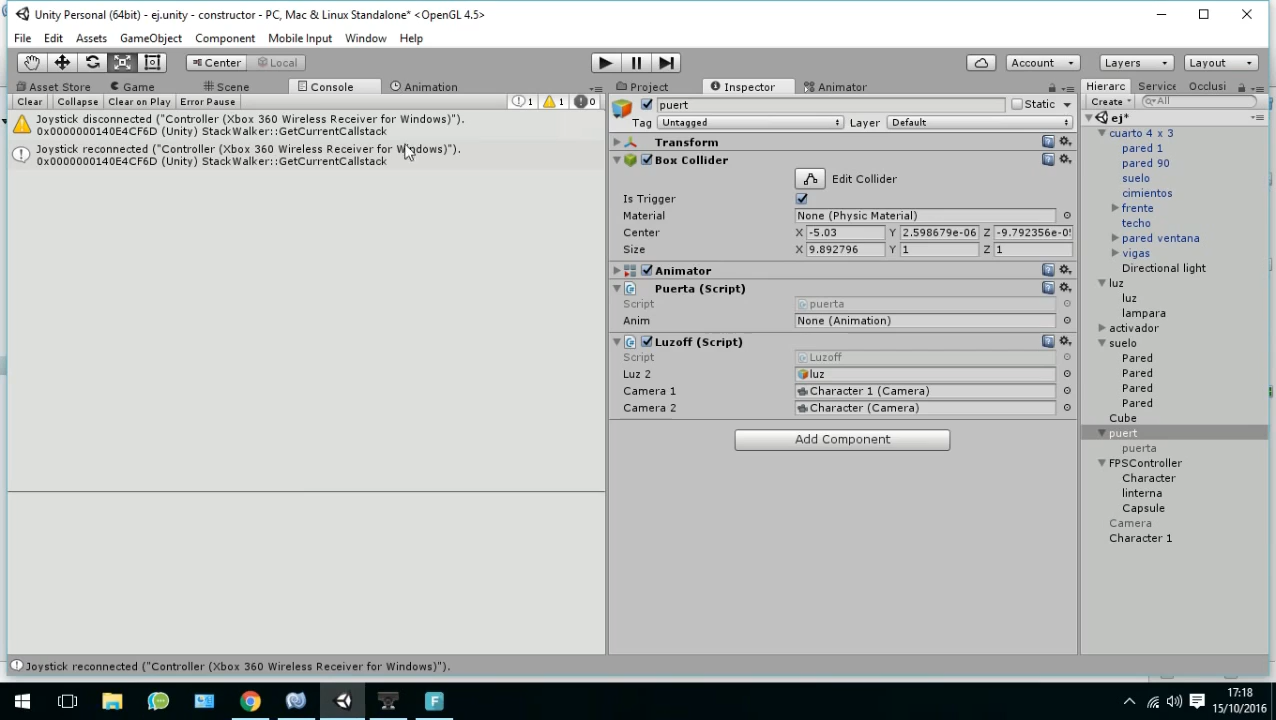 Unity Personal (64bit) - ej.unity - constructor - PC, Mac & Linux Standalone* <OpenGL 4.5>
File Edit Assets GameObject Component Mobile Input Window Help
Center Local Account Layers Layout
Asset Store Game Scene Console Animation
Clear Collapse Clear on Play Error Pause 1 1 0
Joystick disconnected ("Controller (Xbox 360 Wireless Receiver for Windows)").
0x0000000140E4CF6D (Unity) StackWalker::GetCurrentCallstack
Joystick reconnected ("Controller (Xbox 360 Wireless Receiver for Windows)").
0x0000000140E4CF6D (Unity) StackWalker::GetCurrentCallstack
Project Inspector Animator
puert Static
Tag Untagged Layer Default
Transform
Box Collider
Edit Collider
Is Trigger
Material None (Physic Material)
Center X -5.03 Y 2.598679e-06 Z -9.792356e-0
Size X 9.892796 Y 1 Z 1
Animator
Puerta (Script)
Script puerta
Anim None (Animation)
Luzoff (Script)
Script Luzoff
Luz 2 luz
Camera 1 Character 1 (Camera)
Camera 2 Character (Camera)
Add Component
Hierarc Service Occlusi
Create All
ej*
cuarto 4 x 3
pared 1
pared 90
suelo
cimientos
frente
techo
pared ventana
vigas
Directional light
luz
luz
lampara
activador
suelo
Pared
Pared
Pared
Pared
Cube
puert
puerta
FPSController
Character
linterna
Capsule
Camera
Character 1
Joystick reconnected ("Controller (Xbox 360 Wireless Receiver for Windows)").
17:18
15/10/2016